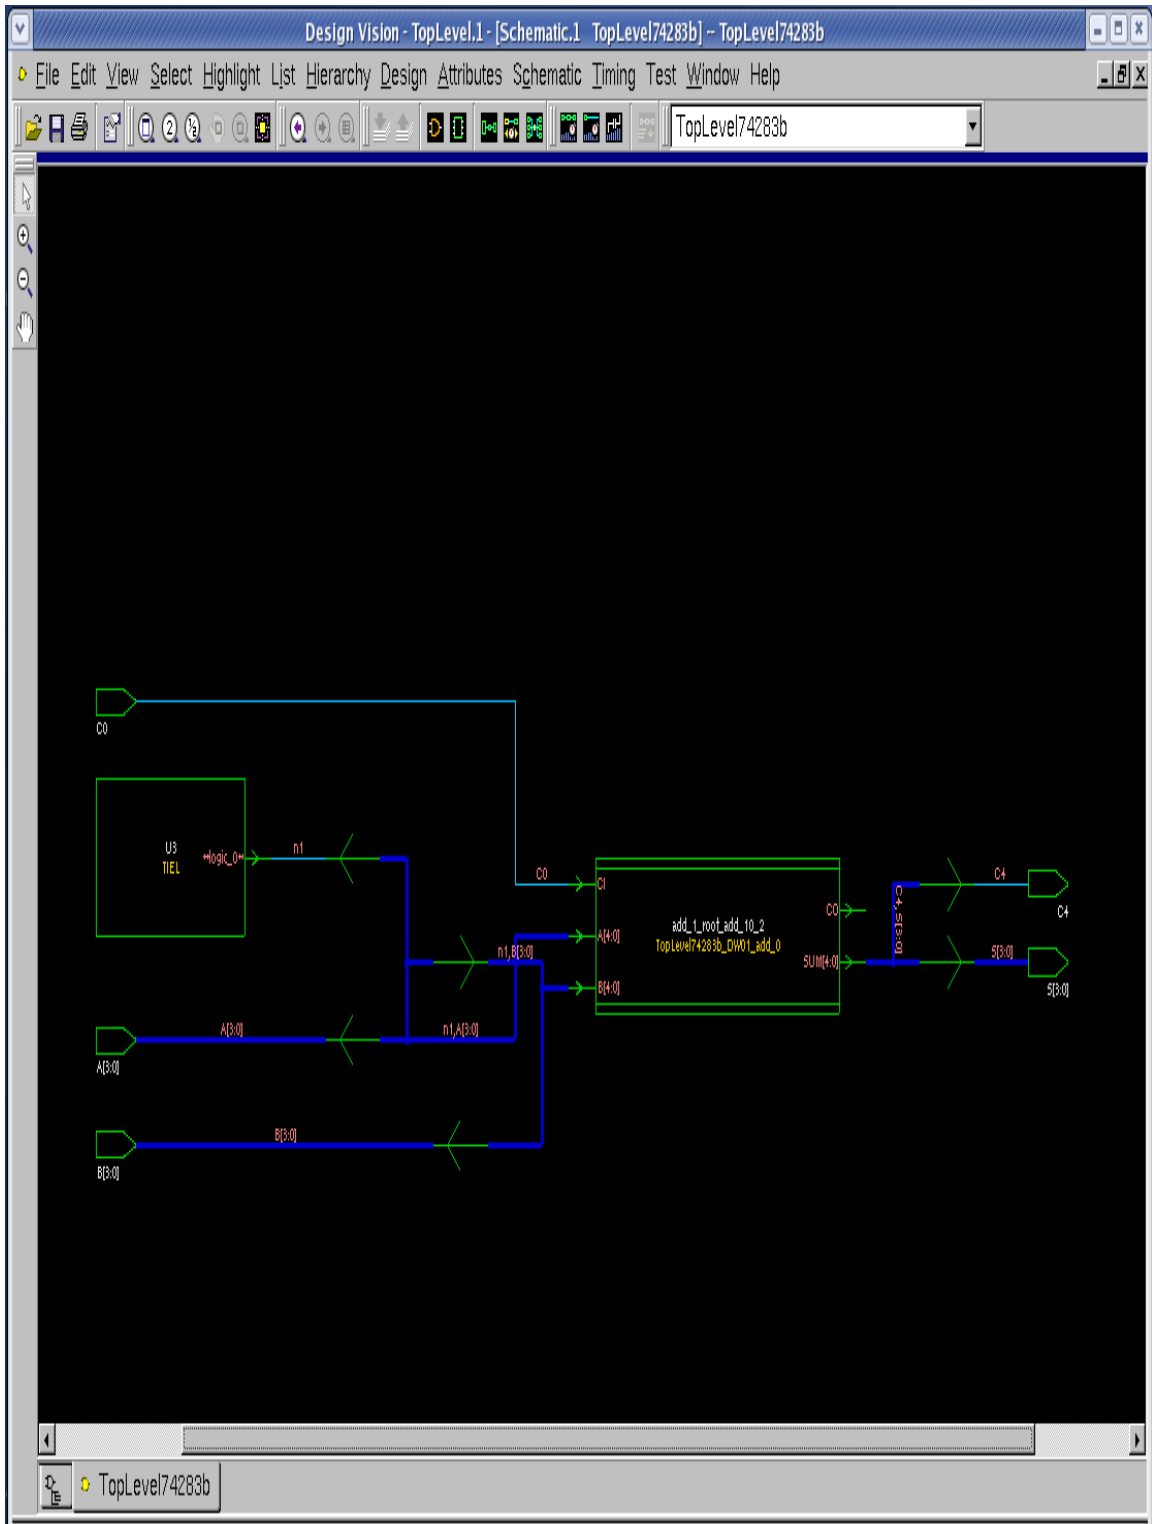 Design Vision - TopLevel.1 - [Schematic.1 TopLevel74283b] -- TopLevel74283b
File Edit View Select Highlight List Hierarchy Design Attributes Schematic Timing Test Window Help
TopLevel74283b
C0
U3
TIEL
**logic_0**
n1
C0
CI
A[4:0]
B[4:0]
add_1_root_add_10_2
TopLevel74283b_DW01_add_0
CO
SUM[4:0]
C4,S[3:0]
C4
C4
S[3:0]
S[3:0]
n1,B[3:0]
A[3:0]
n1,A[3:0]
A[3:0]
B[3:0]
B[3:0]
TopLevel74283b